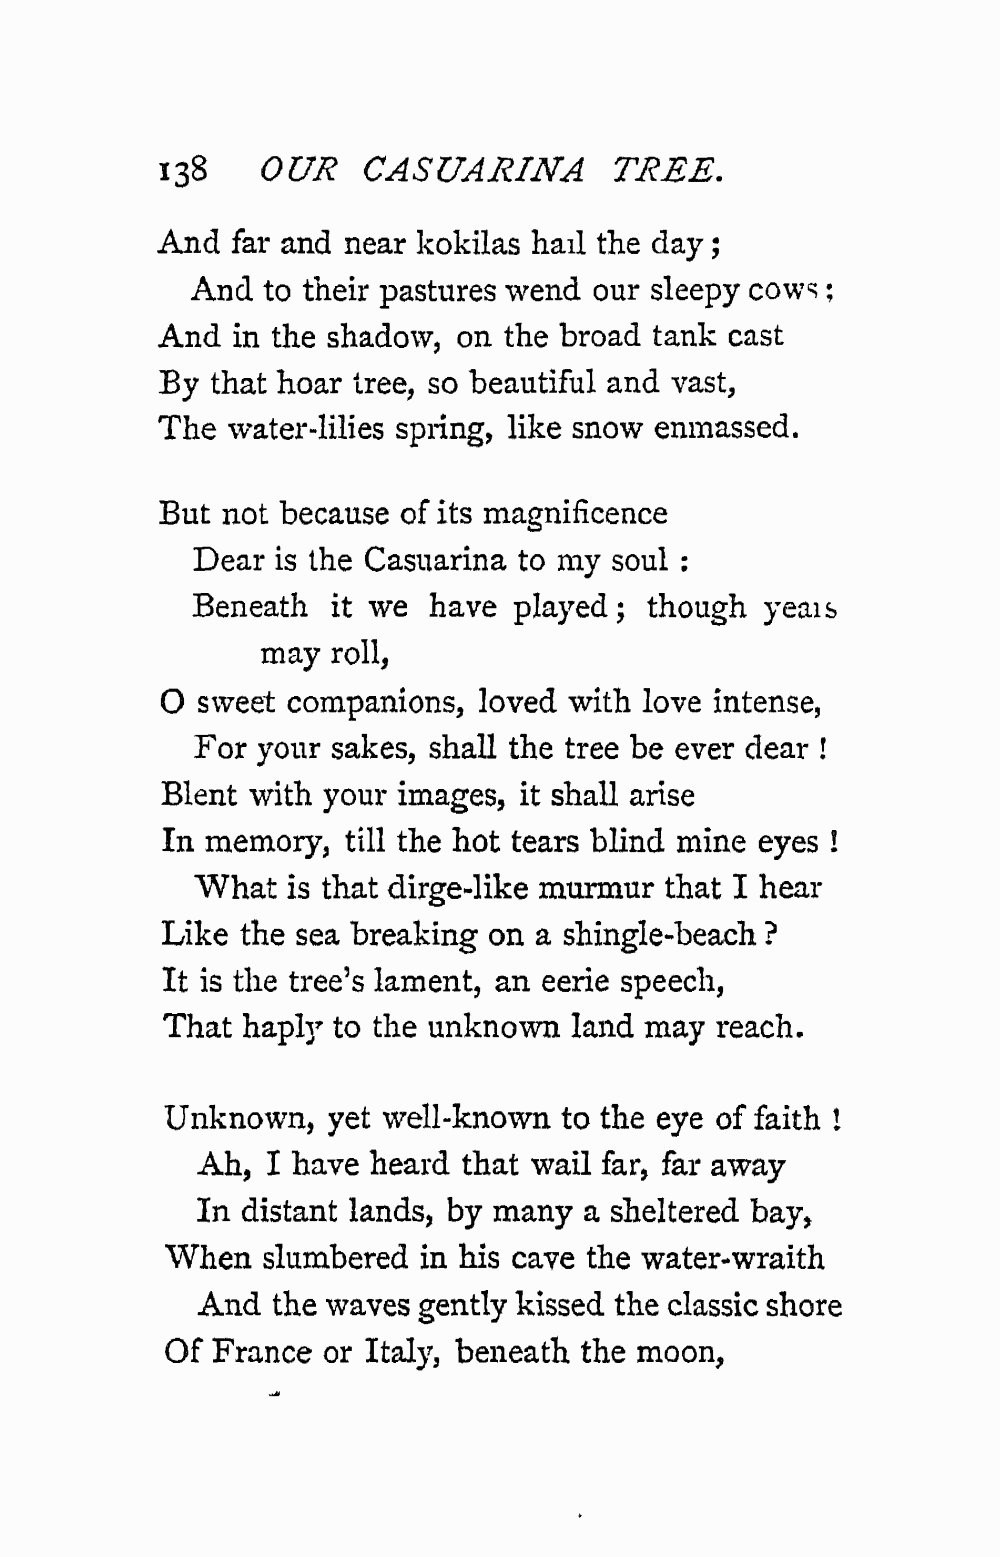 138 OUR CASUARINA TREE.
And far and near kokilas hail the day;
And to their pastures wend our sleepy cows;
And in the shadow, on the broad tank cast
By that hoar tree, so beautiful and vast,
The water-lilies spring, like snow enmassed.
But not because of its magnificence
Dear is the Casuarina to my soul:
Beneath it we have played; though years
may roll,
O sweet companions, loved with love intense,
For your sakes, shall the tree be ever dear!
Blent with your images, it shall arise
In memory, till the hot tears blind mine eyes!
What is that dirge-like murmur that I hear
Like the sea breaking on a shingle-beach?
It is the tree's lament, an eerie speech,
That haply to the unknown land may reach.
Unknown, yet well-known to the eye of faith!
Ah, I have heard that wail far, far away
In distant lands, by many a sheltered bay,
When slumbered in his cave the water-wraith
And the waves gently kissed the classic shore
Of France or Italy, beneath the moon,